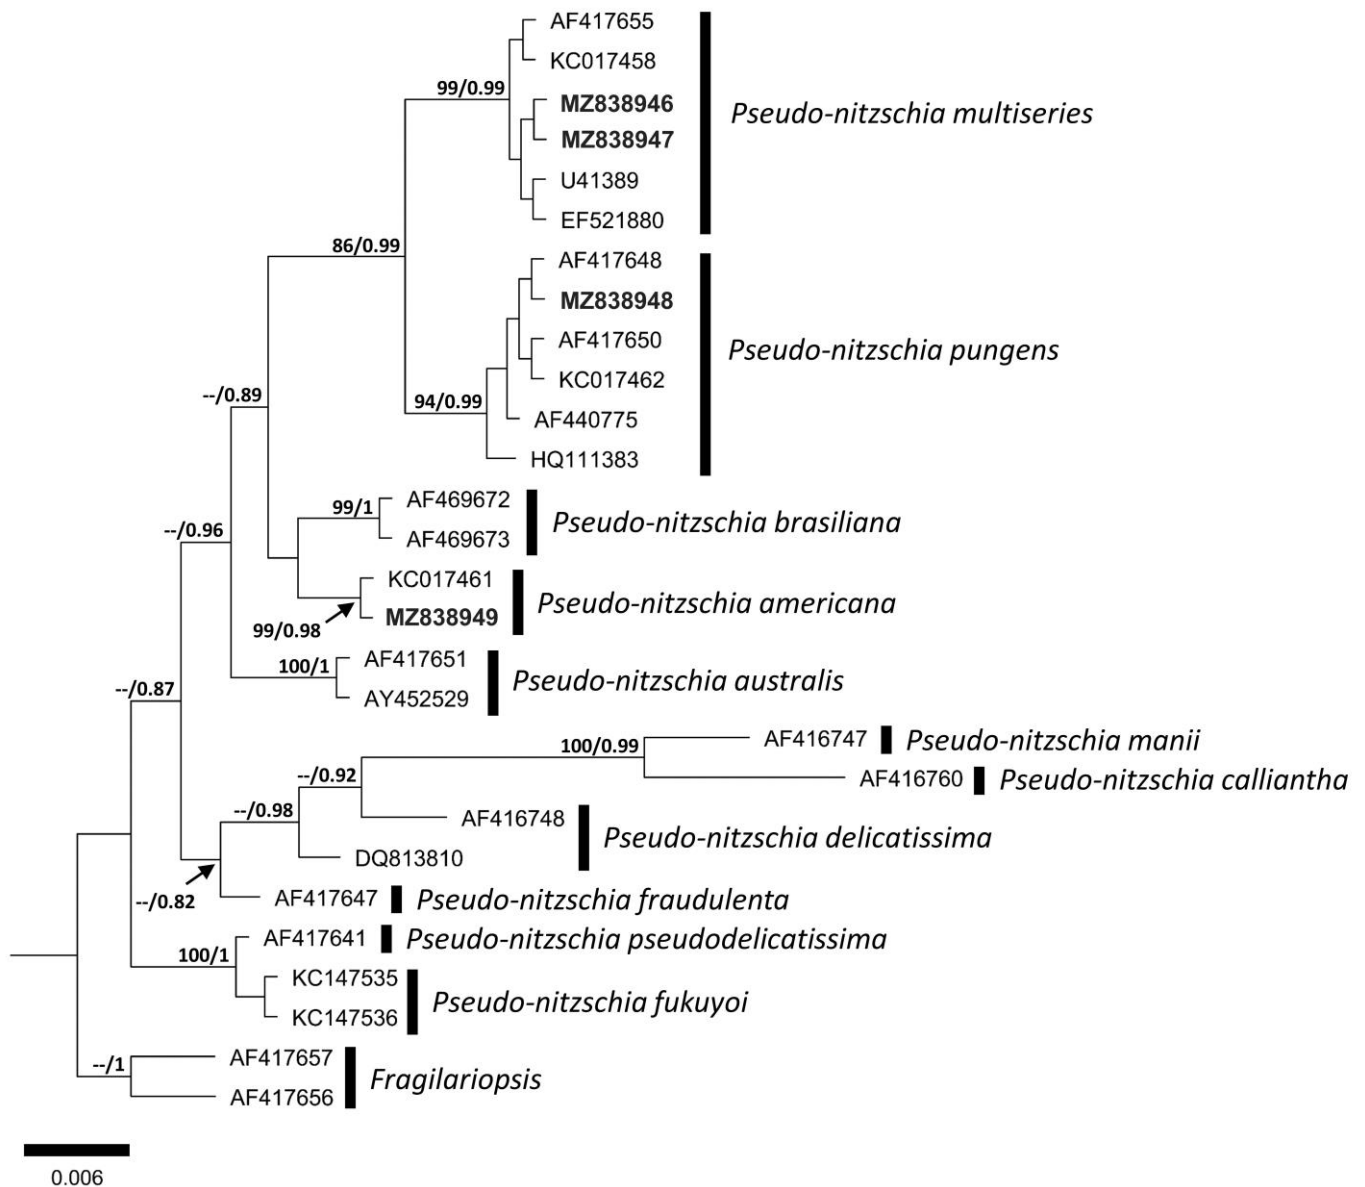 AF417655
KC017458
99/0.99
MZ838946
Pseudo-nitzschia multiseries
MZ838947
U41389
EF521880
86/0.99
AF417648
MZ838948
AF417650
Pseudo-nitzschia pungens
KC017462
--/0.89
94/0.99
AF440775
HQ111383
AF469672
99/1
Pseudo-nitzschia brasiliana
--/0.96
AF469673
KC017461
Pseudo-nitzschia americana
MZ838949
99/0.98
AF417651
100/1
Pseudo-nitzschia australis
--/0.87
AY452529
AF416747
Pseudo-nitzschia manii
100/0.99
--/0.92
AF416760
Pseudo-nitzschia calliantha
--/0.98
AF416748
Pseudo-nitzschia delicatissima
DQ813810
--/0.82
AF417647
Pseudo-nitzschia fraudulenta
AF417641
Pseudo-nitzschia pseudodelicatissima
100/1
KC147535
Pseudo-nitzschia fukuyoi
KC147536
AF417657
--/1
Fragilariopsis
AF417656
0.006